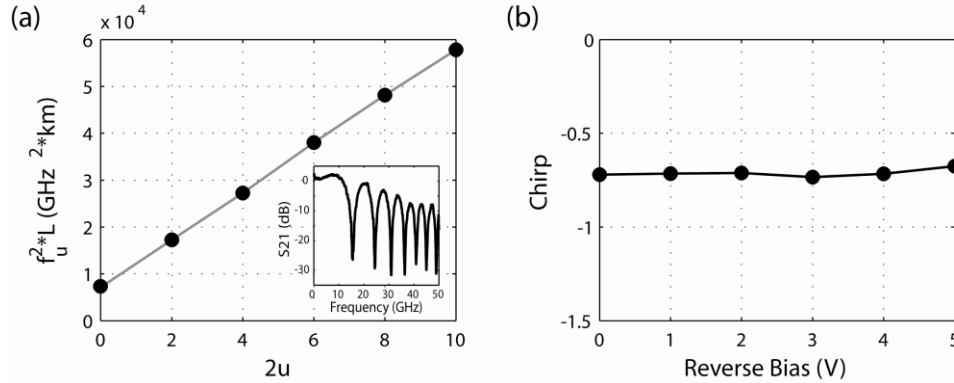 (a)
x 10 4
6
5
4
3
2
1
0
f u 2 *L (GHz 2 *km)
0 2 4 6 8 10
2u
0
-10
-20
-30
S21 (dB)
0 10 20 30 40 50
Frequency (GHz)
(b)
0
-0.5
-1
-1.5
Chirp
0 1 2 3 4 5
Reverse Bias (V)